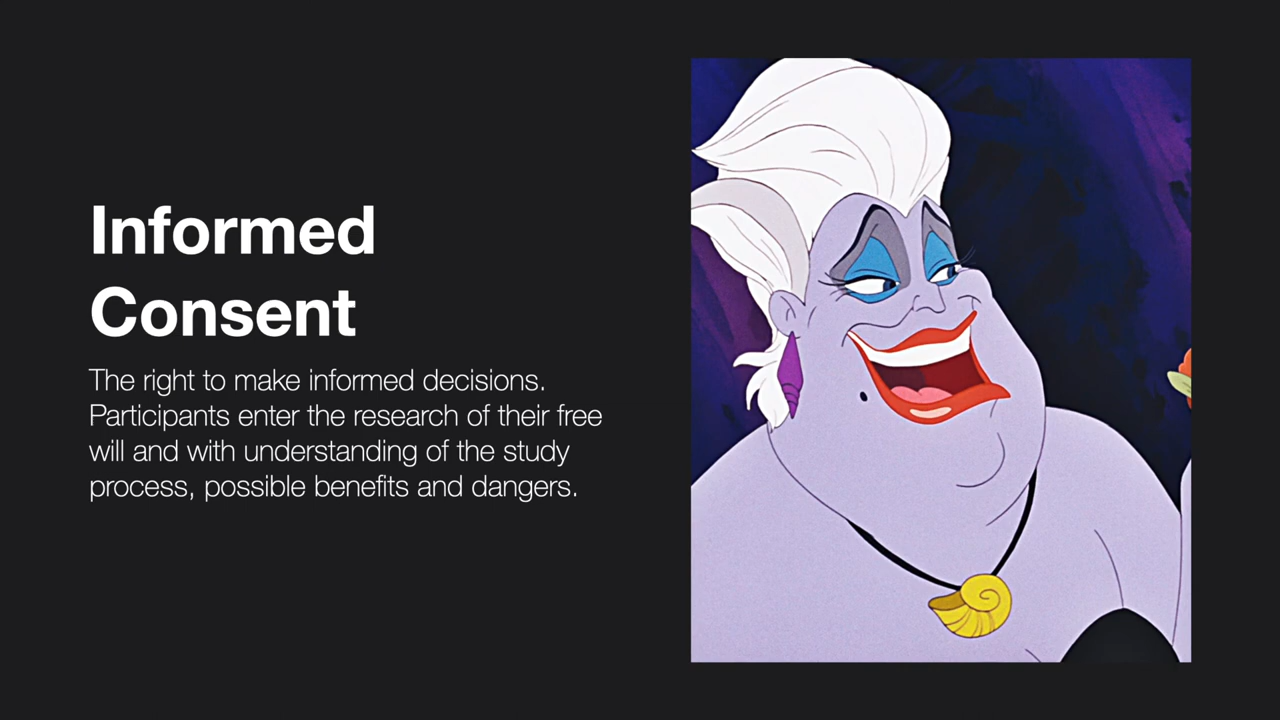 Informed
Consent
The right to make informed decisions.
Participants enter the research of their free
will and with understanding of the study
process, possible benefits and dangers.